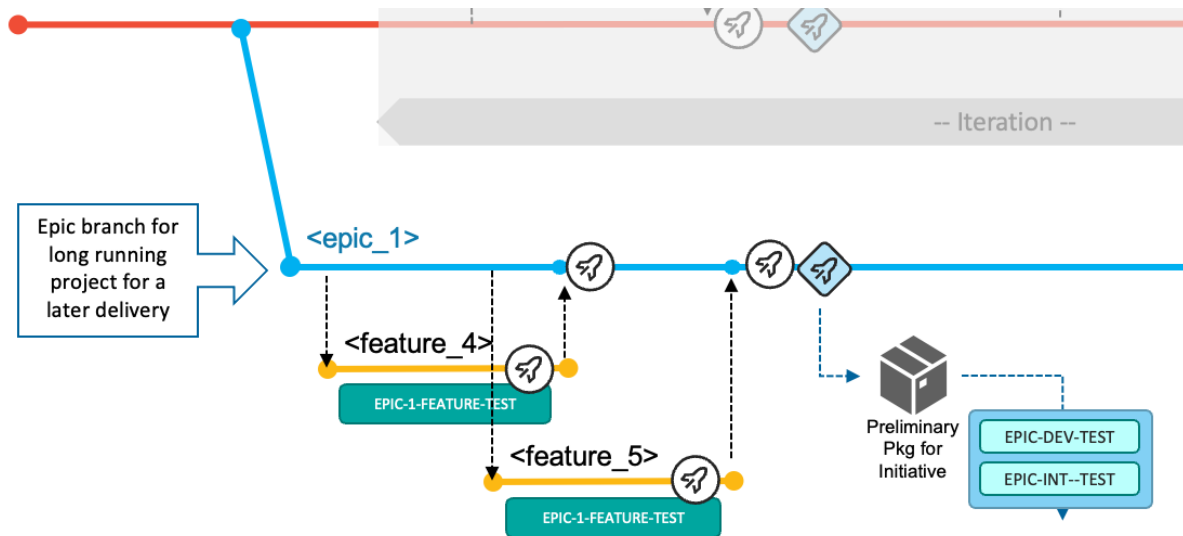 -- Iteration --
Epic branch for
long running
project for a
later delivery
<epic_1>
<feature_4>
EPIC-1-FEATURE-TEST
<feature_5>
EPIC-1-FEATURE-TEST
Preliminary
Pkg for
Initiative
EPIC-DEV-TEST
EPIC-INT--TEST